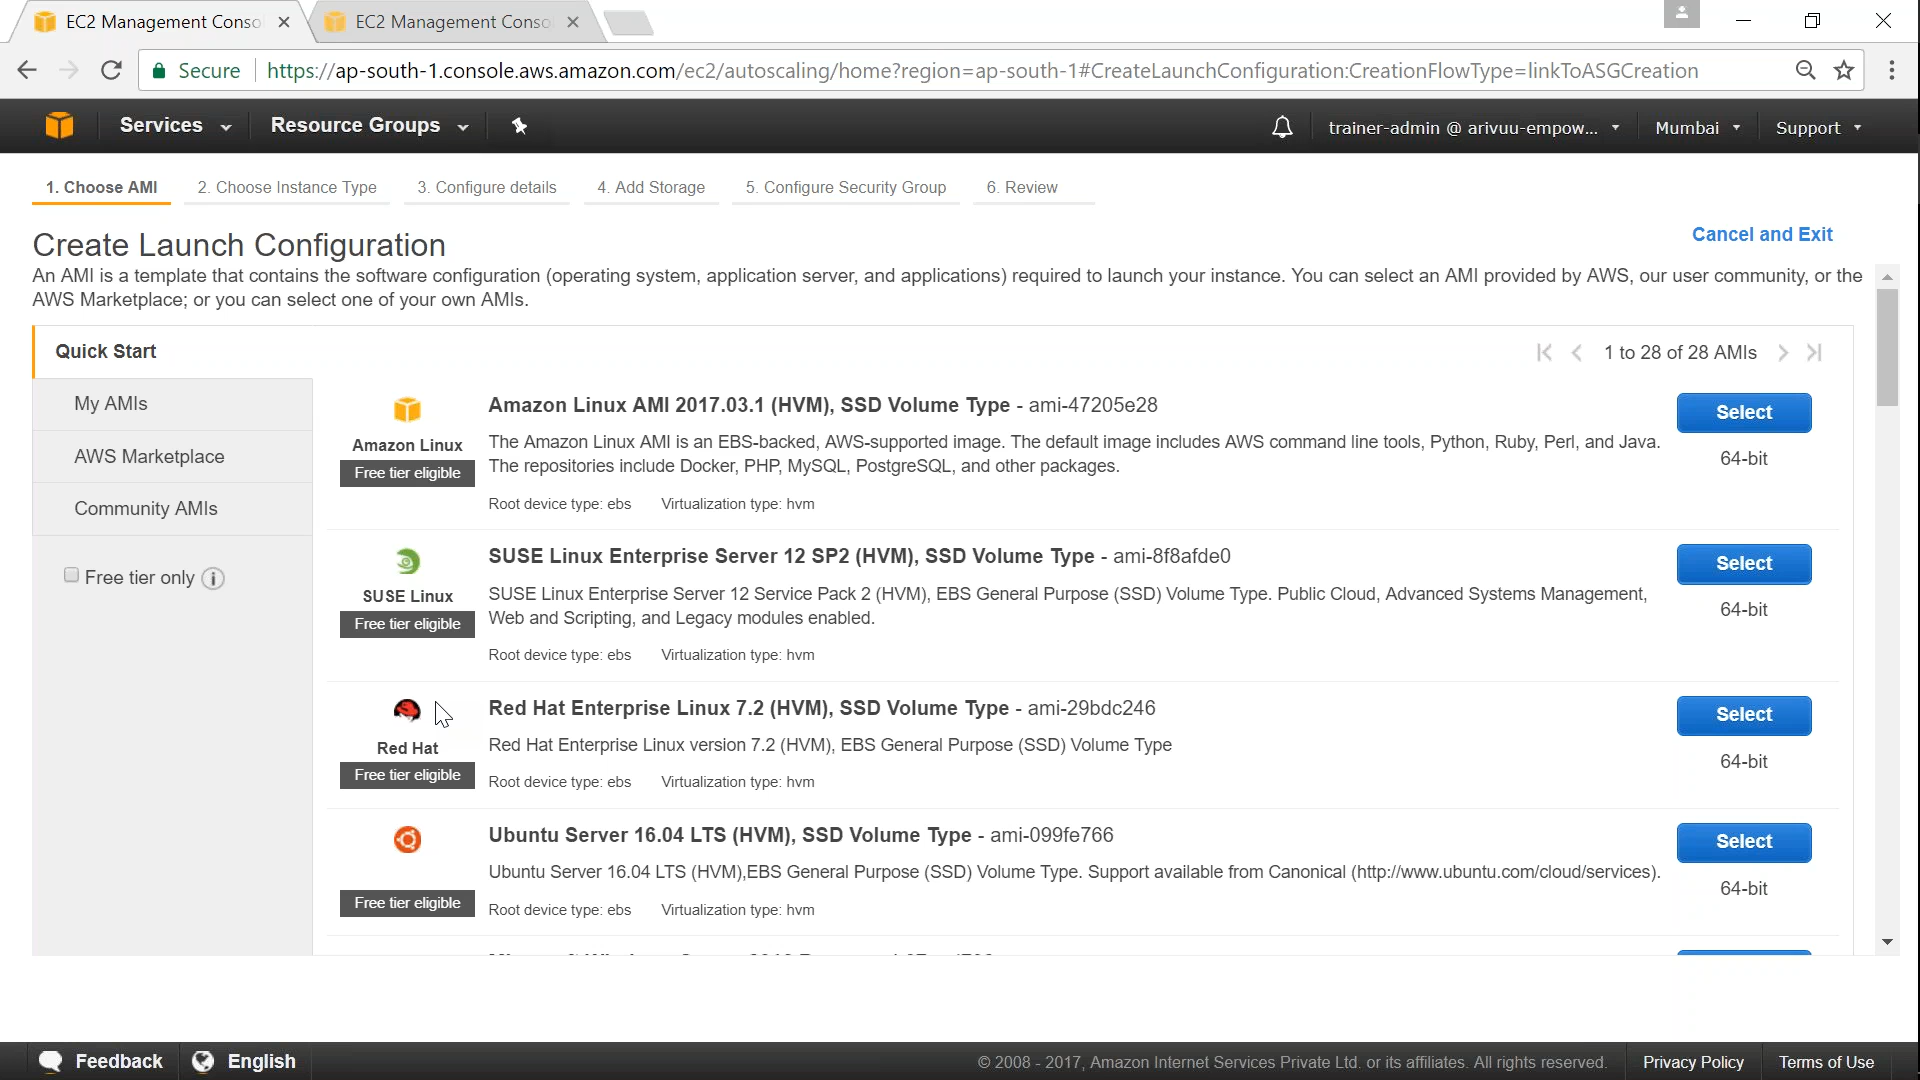 EC2 Management Conso
EC2 Management Conso
Secure
https://ap-south-1.console.aws.amazon.com/ec2/autoscaling/home?region=ap-south-1#CreateLaunchConfiguration:CreationFlowType=linkToASGCreation
Services
Resource Groups
trainer-admin @ arivuu-empow...
Mumbai
Support
1. Choose AMI
2. Choose Instance Type
3. Configure details
4. Add Storage
5. Configure Security Group
6. Review
Create Launch Configuration
Cancel and Exit
An AMI is a template that contains the software configuration (operating system, application server, and applications) required to launch your instance. You can select an AMI provided by AWS, our user community, or the
AWS Marketplace; or you can select one of your own AMIs.
Quick Start
1 to 28 of 28 AMIs
My AMIs
AWS Marketplace
Community AMIs
Free tier only
Amazon Linux
Free tier eligible
Amazon Linux AMI 2017.03.1 (HVM), SSD Volume Type - ami-47205e28
The Amazon Linux AMI is an EBS-backed, AWS-supported image. The default image includes AWS command line tools, Python, Ruby, Perl, and Java.
The repositories include Docker, PHP, MySQL, PostgreSQL, and other packages.
Root device type: ebs Virtualization type: hvm
Select
64-bit
SUSE Linux
Free tier eligible
SUSE Linux Enterprise Server 12 SP2 (HVM), SSD Volume Type - ami-8f8afde0
SUSE Linux Enterprise Server 12 Service Pack 2 (HVM), EBS General Purpose (SSD) Volume Type. Public Cloud, Advanced Systems Management,
Web and Scripting, and Legacy modules enabled.
Root device type: ebs Virtualization type: hvm
Select
64-bit
Red Hat
Free tier eligible
Red Hat Enterprise Linux 7.2 (HVM), SSD Volume Type - ami-29bdc246
Red Hat Enterprise Linux version 7.2 (HVM), EBS General Purpose (SSD) Volume Type
Root device type: ebs Virtualization type: hvm
Select
64-bit
Free tier eligible
Ubuntu Server 16.04 LTS (HVM), SSD Volume Type - ami-099fe766
Ubuntu Server 16.04 LTS (HVM),EBS General Purpose (SSD) Volume Type. Support available from Canonical (http://www.ubuntu.com/cloud/services).
Root device type: ebs Virtualization type: hvm
Select
64-bit
Feedback
English
© 2008 - 2017, Amazon Internet Services Private Ltd. or its affiliates. All rights reserved.
Privacy Policy
Terms of Use